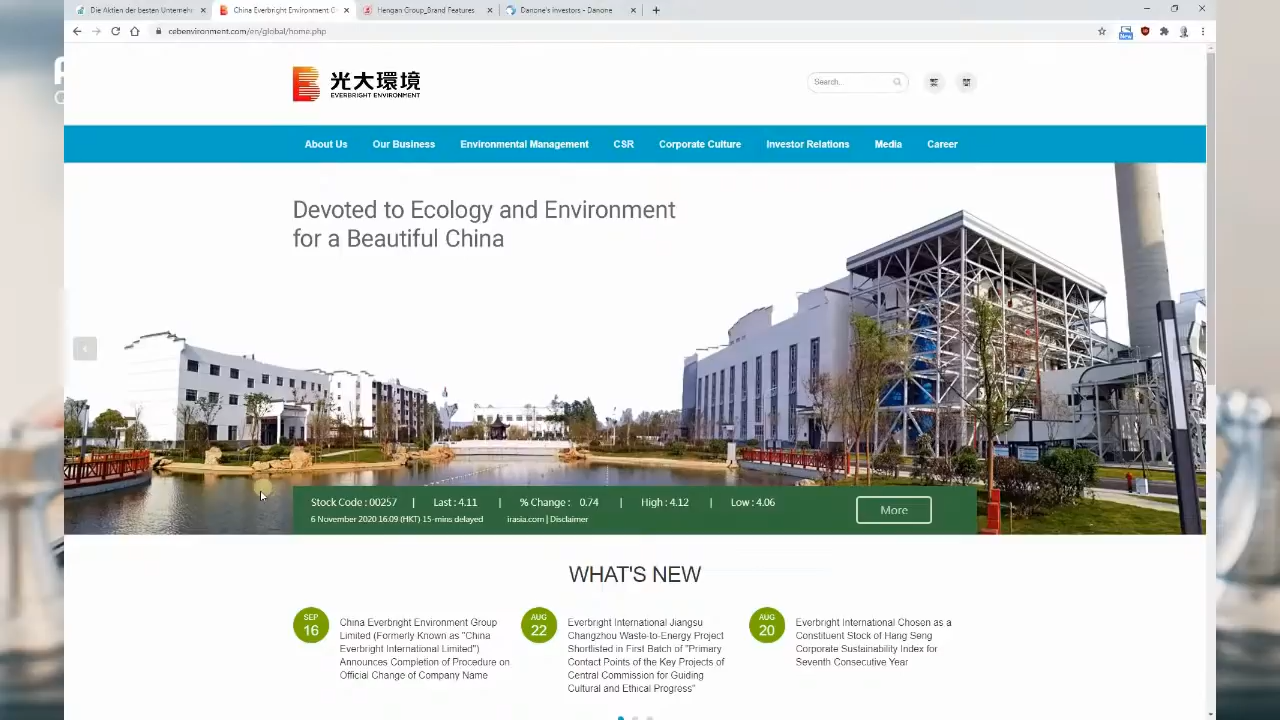 Die Aktien der besten Unterneh
China Everbright Environment G
Hengan Group_Brand Features
Danone's investors - Danone
cebenvironment.com/en/global/home.php
New
光大環境
EVERBRIGHT ENVIRONMENT
Search...
繁
簡
About Us
Our Business
Environmental Management
CSR
Corporate Culture
Investor Relations
Media
Career
Devoted to Ecology and Environment
for a Beautiful China
Stock Code : 00257 | Last : 4.11 | % Change : 0.74 | High : 4.12 | Low : 4.06
6 November 2020 16:09 (HKT) 15-mins delayed irasia.com | Disclaimer
More
WHAT'S NEW
SEP
16
China Everbright Environment Group
Limited (Formerly Known as "China
Everbright International Limited")
Announces Completion of Procedure on
Official Change of Company Name
AUG
22
Everbright International Jiangsu
Changzhou Waste-to-Energy Project
Shortlisted in First Batch of "Primary
Contact Points of the Key Projects of
Central Commission for Guiding
Cultural and Ethical Progress"
AUG
20
Everbright International Chosen as a
Constituent Stock of Hang Seng
Corporate Sustainability Index for
Seventh Consecutive Year